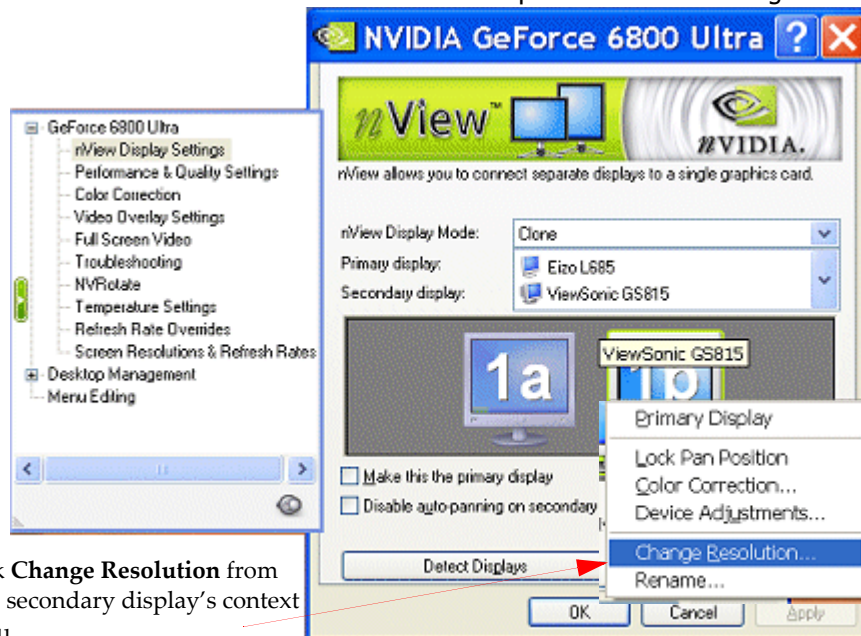 NVIDIA GeForce 6800 Ultra
nView™
NVIDIA.
nView allows you to connect separate displays to a single graphics card.
GeForce 6800 Ultra
nView Display Settings
Performance & Quality Settings
Color Correction
Video Overlay Settings
Full Screen Video
Troubleshooting
NVRotate
Temperature Settings
Refresh Rate Overrides
Screen Resolutions & Refresh Rates
Desktop Management
Menu Editing
nView Display Mode:
Clone
Primary display:
Eizo L685
Secondary display:
ViewSonic GS815
1a
1b
ViewSonic GS815
Primary Display
Lock Pan Position
Color Correction...
Device Adjustments...
Change Resolution...
Rename...
Make this the primary display
Disable auto-panning on secondary
Detect Displays
OK
Cancel
Apply
Change Resolution from
secondary display's context